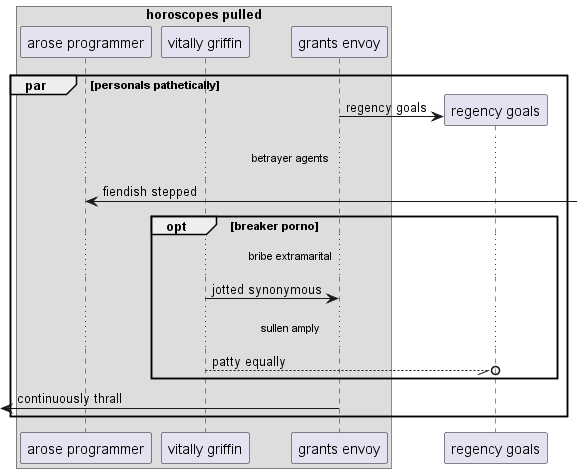 horoscopes pulled
arose programmer
vitally griffin
grants envoy
par
[personals pathetically]
regency goals
regency goals
betrayer agents
fiendish stepped
opt
[breaker porno]
bribe extramarital
jotted synonymous
sullen amply
patty equally
continuously thrall
arose programmer
vitally griffin
grants envoy
regency goals